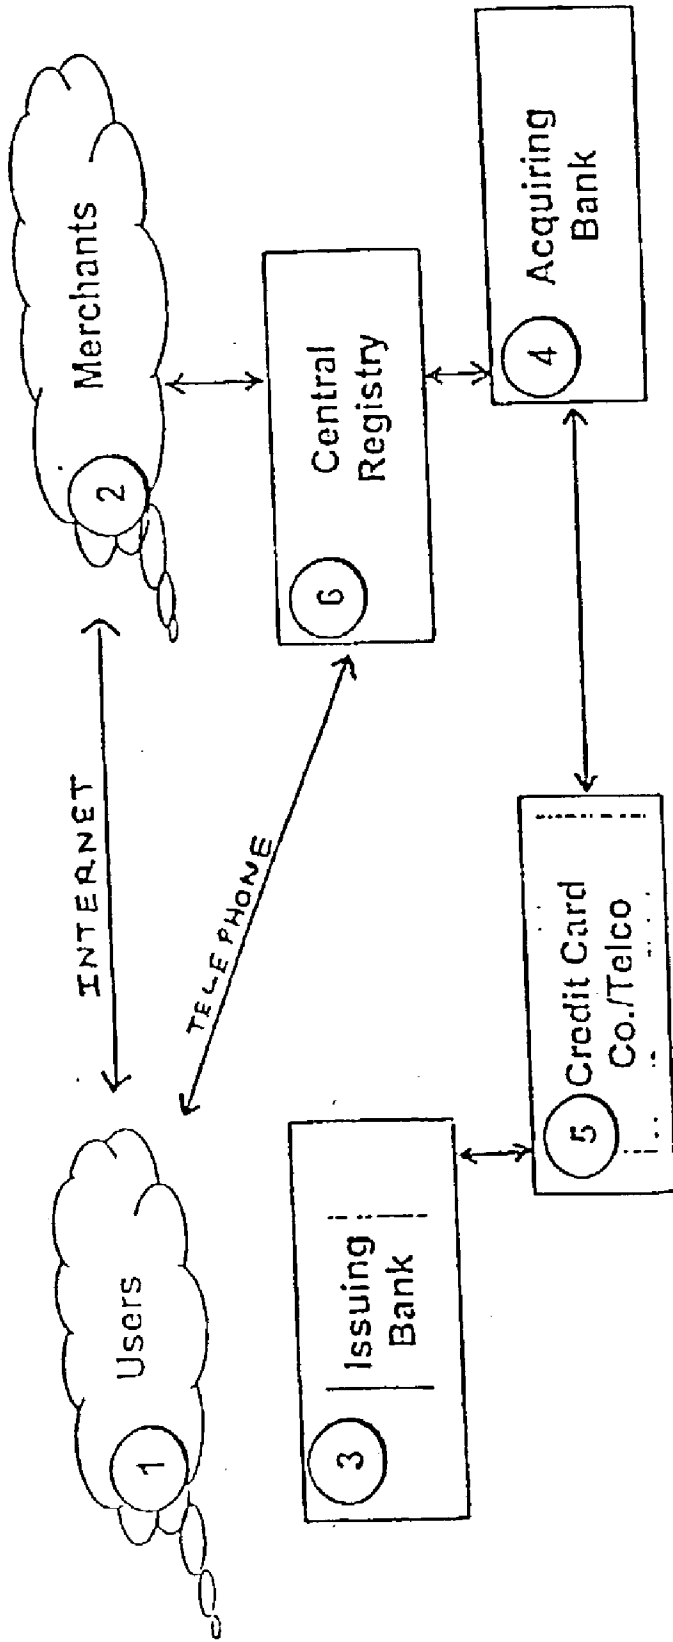 1
Users
INTERNET
2
Merchants
TELEPHONE
3
Issuing
Bank
6
Central
Registry
5
Credit Card
Co./Telco
4
Acquiring
Bank